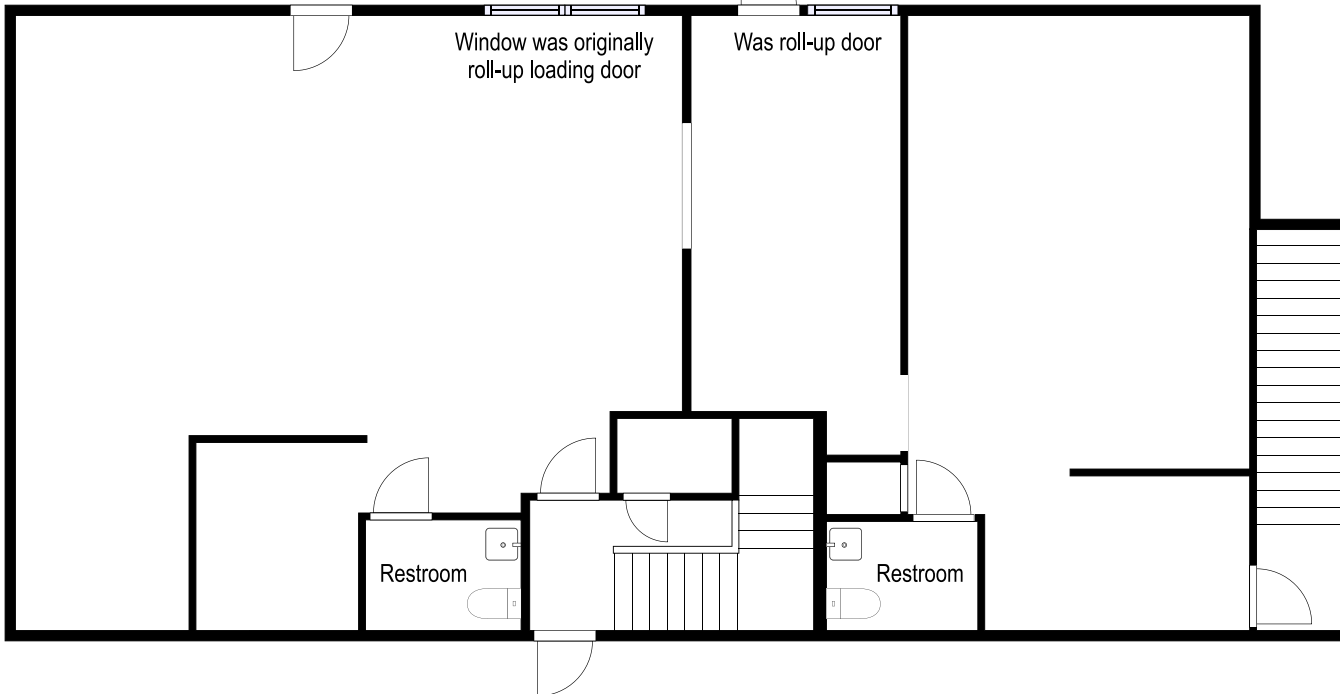 Window was originally
roll-up loading door
Was roll-up door
Restroom
Restroom